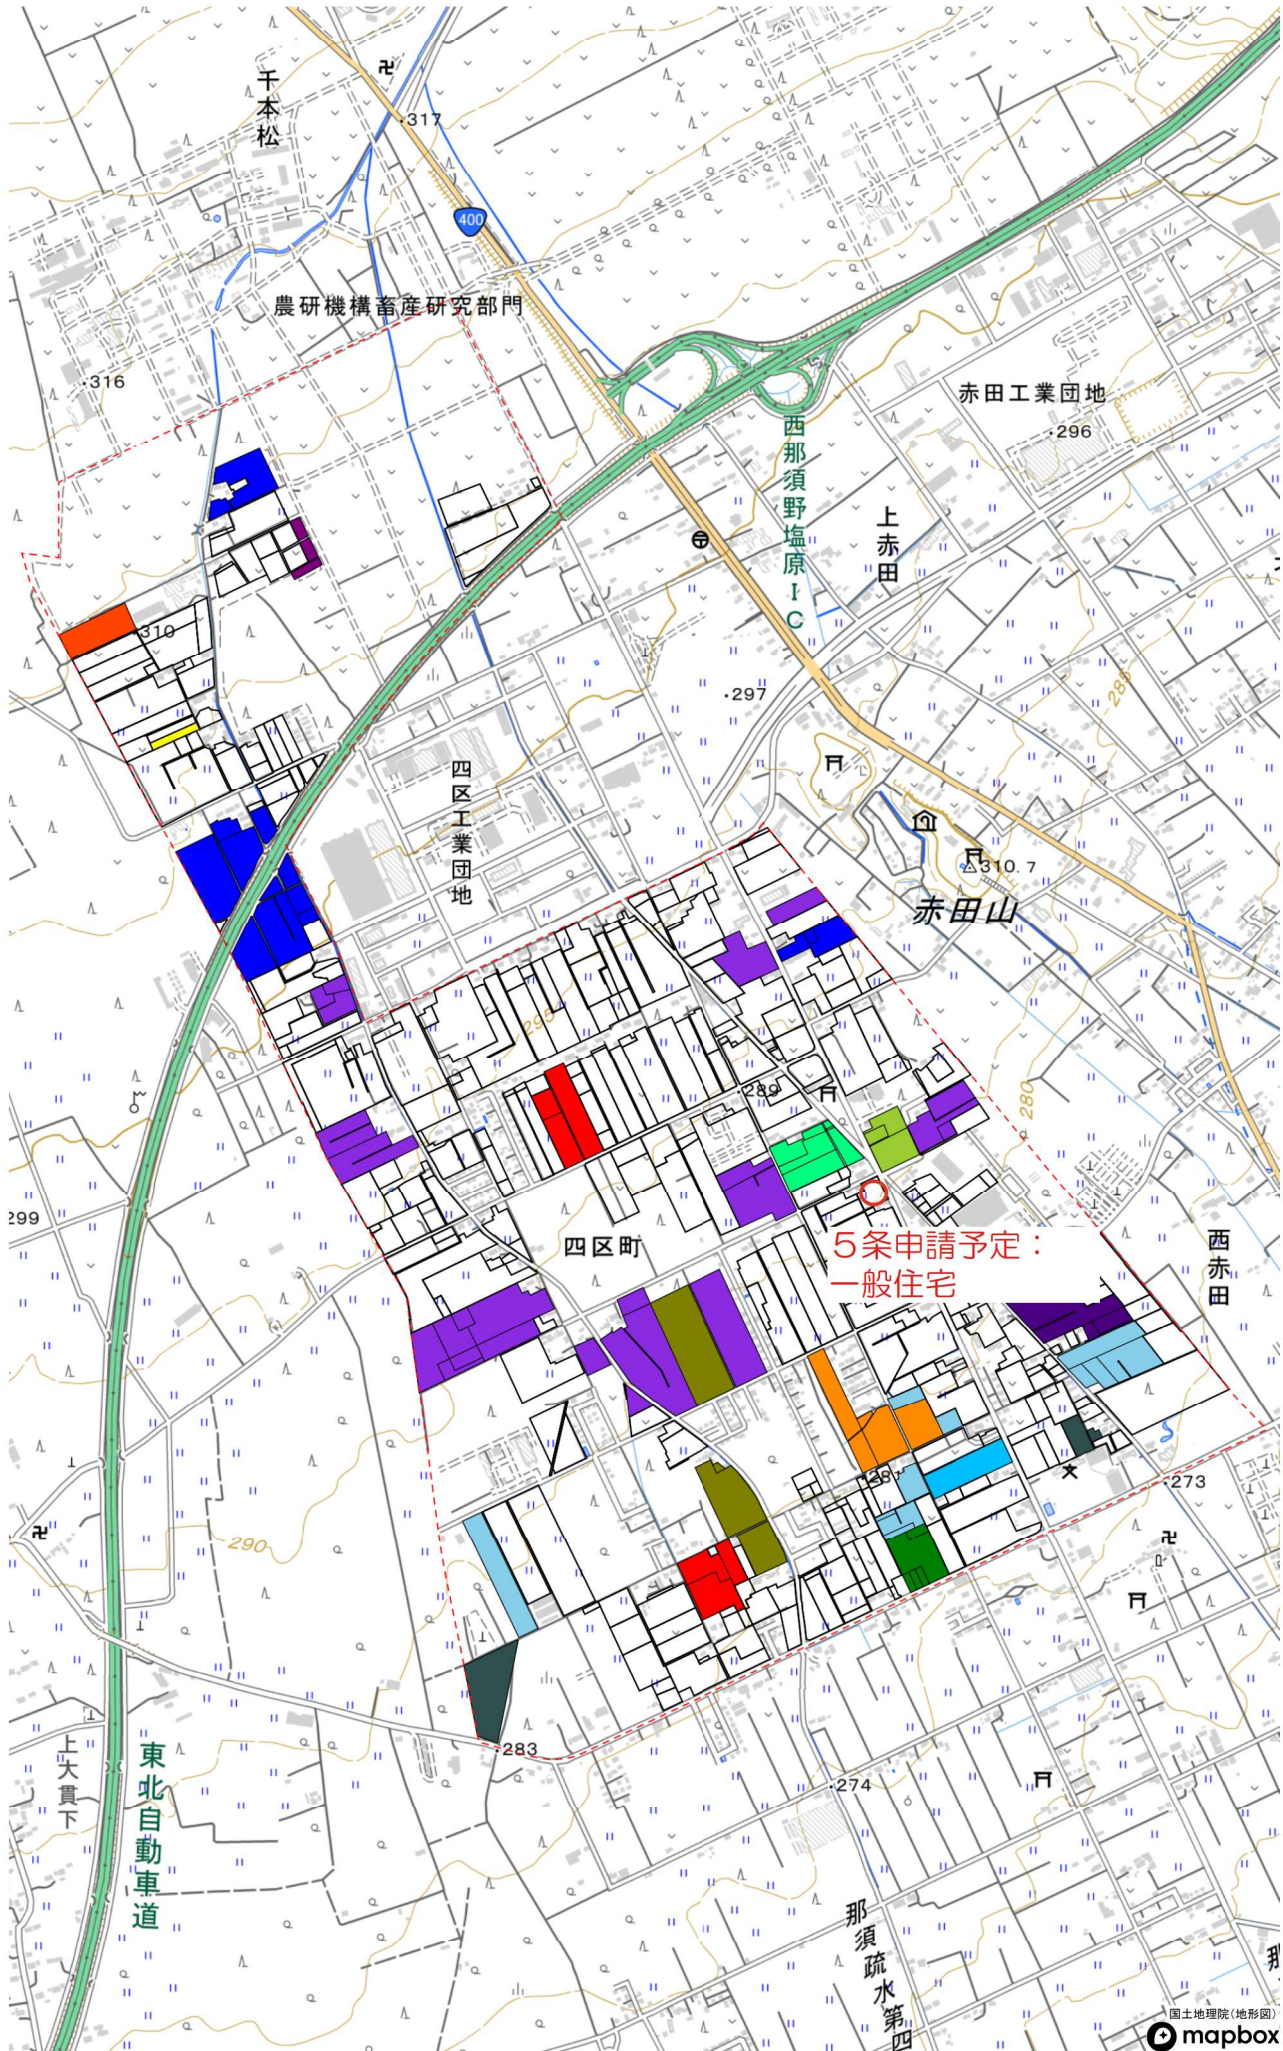 千本松
317
400
農研機構畜産研究部門
316
赤田工業団地
296
西那須野塩原IC
上赤田
310
285
297
四区工業団地
310.7
赤田山
295
289
280
299
四区町
5条申請予定：
一般住宅
西赤田
281
273
290
283
上大貫下
東北自動車道
274
那須疏水第四
那
国土地理院(地形図)
mapbox